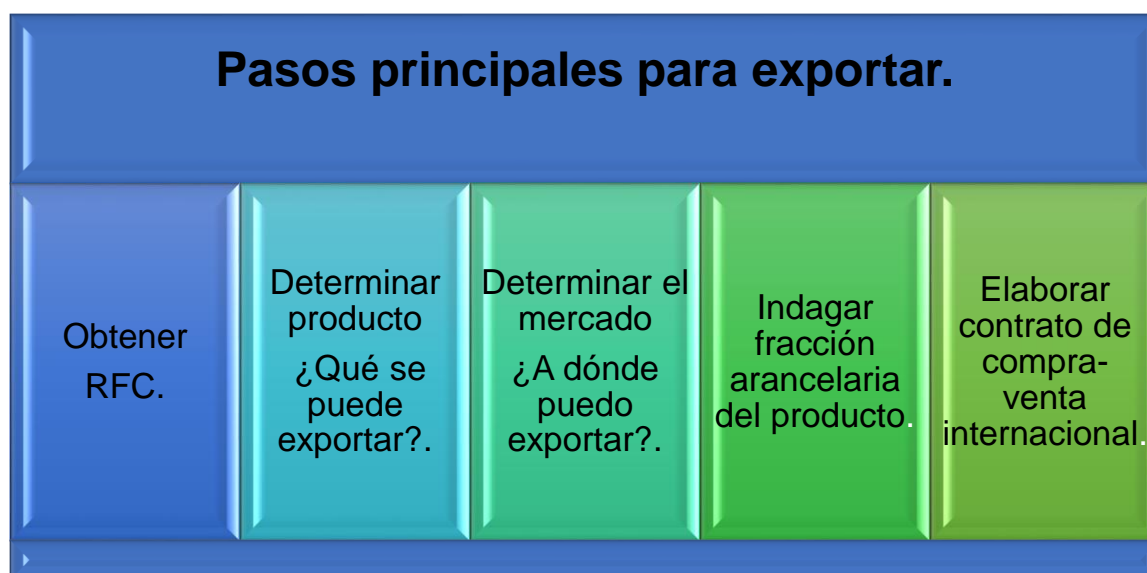 Pasos principales para exportar.
Obtener
RFC.
Determinar
producto
¿Qué se
puede
exportar?.
Determinar el
mercado
¿A dónde
puedo
exportar?.
Indagar
fracción
arancelaria
del producto.
Elaborar
contrato de
compra-
venta
internacional.